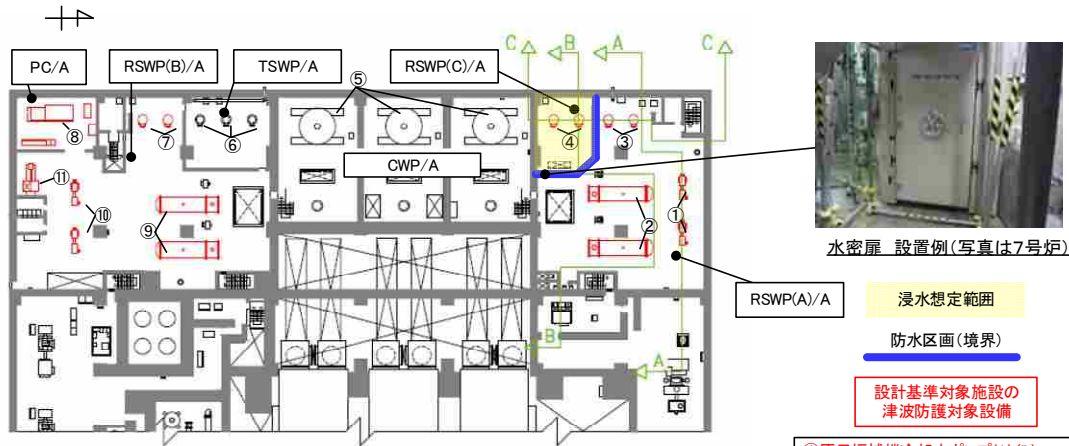 C
B
A
C
PC/A
RSWP(B)/A
TSWP/A
RSWP(C)/A
⑤
⑧
⑦
⑥
④
③
CWP/A
⑪
⑩
⑨
②
①
水密扉 設置例(写真は7号炉)
RSWP(A)/A
浸水想定範囲
防水区画(境界)
B
A
設計基準対象施設の
津波防護対象設備